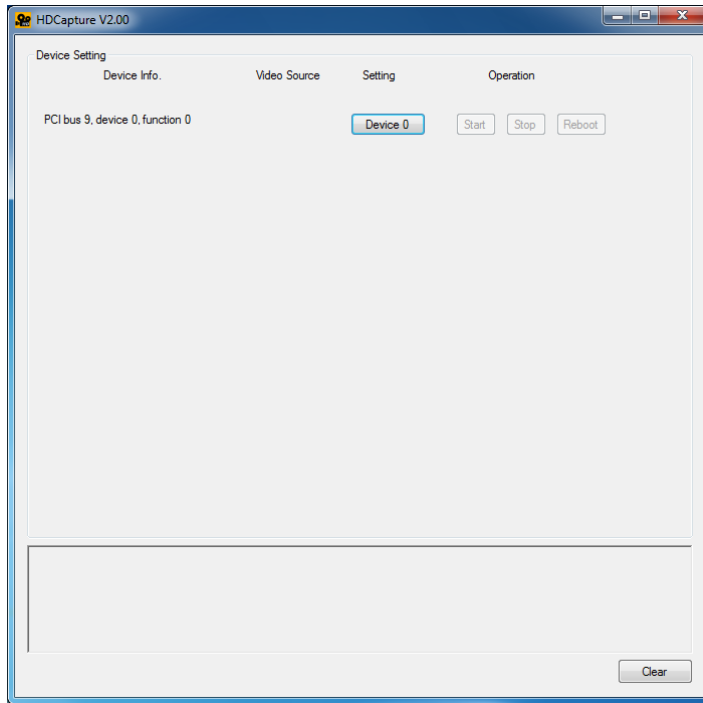 HDCapture V2.00
Device Setting
Device Info. Video Source Setting Operation
PCI bus 9, device 0, function 0 Device 0 Start Stop Reboot
Clear